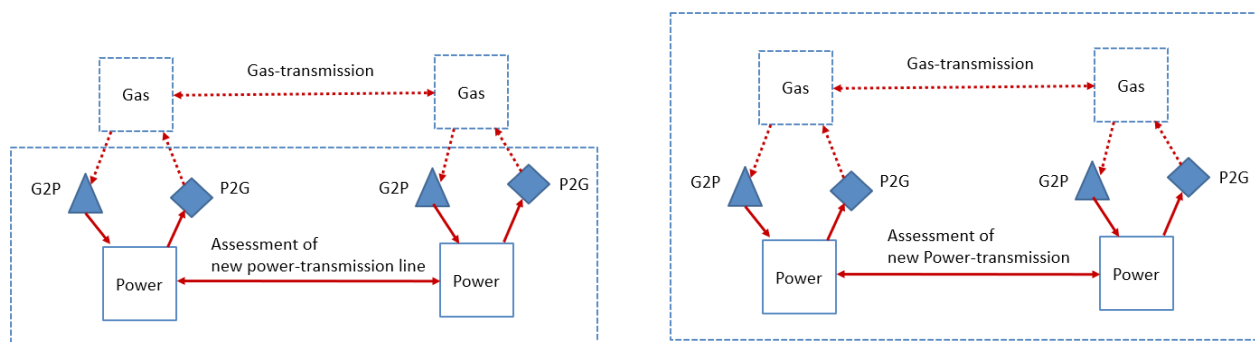 Gas-transmission
Gas
Gas
G2P
P2G
G2P
P2G
Assessment of
new power-transmission line
Power
Power
Gas-transmission
Gas
Gas
G2P
P2G
G2P
P2G
Assessment of
new Power-transmission
Power
Power